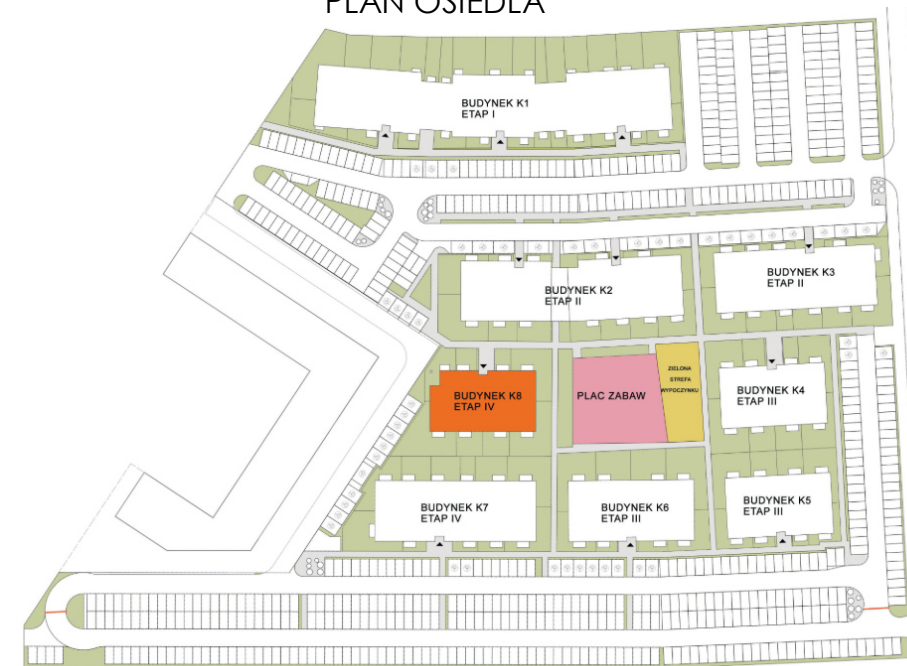 PLAN OSIEDLA
BUDYNEK K1
ETAP I
BUDYNEK K2
ETAP II
BUDYNEK K3
ETAP II
BUDYNEK K8
ETAP IV
PLAC ZABAW
ZIELONA
STREFA
WYPOCZYNKU
BUDYNEK K4
ETAP III
BUDYNEK K7
ETAP IV
BUDYNEK K6
ETAP III
BUDYNEK K5
ETAP III